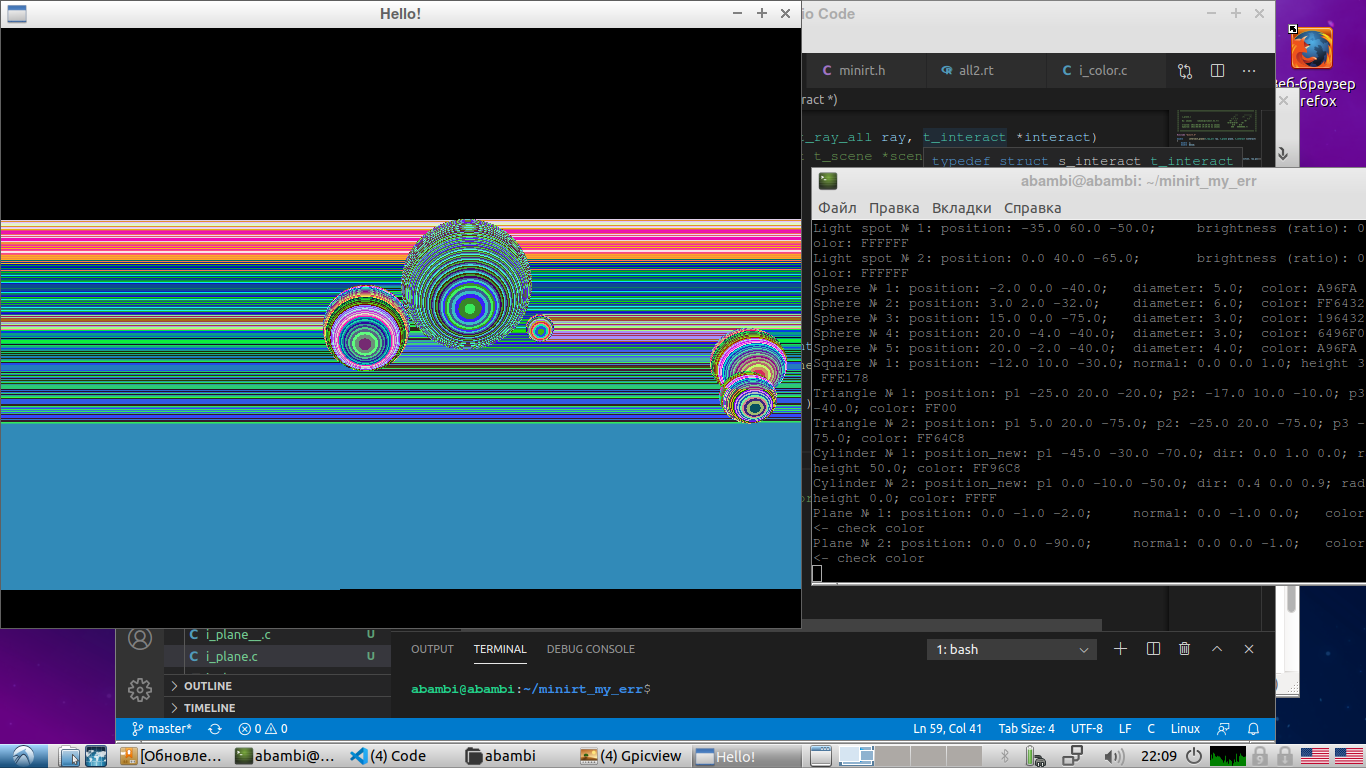 Hello!
io Code
minirt.h
all2.rt
i_color.c
ract *)
t_ray_all ray, t_interact *interact)
t_scene *scen
typedef struct s_interact t_interact
Веб-браузер
refox
abambi@abambi: ~/minirt_my_err
Файл Правка Вкладки Справка
Light spot № 1: position: -35.0 60.0 -50.0; brightness (ratio): 0
olor: FFFFFF
Light spot № 2: position: 0.0 40.0 -65.0; brightness (ratio): 0
olor: FFFFFF
Sphere № 1: position: -2.0 0.0 -40.0; diameter: 5.0; color: A96FA
Sphere № 2: position: 3.0 2.0 -32.0; diameter: 6.0; color: FF6432
Sphere № 3: position: 15.0 0.0 -75.0; diameter: 3.0; color: 196432
Sphere № 4: position: 20.0 -4.0 -40.0; diameter: 3.0; color: 6496F0
Sphere № 5: position: 20.0 -2.0 -40.0; diameter: 4.0; color: A96FA
Square № 1: position: -12.0 10.0 -30.0; normal: 0.0 0.0 1.0; height 3
FFE178
Triangle № 1: position: p1 -25.0 20.0 -20.0; p2: -17.0 10.0 -10.0; p3
-40.0; color: FF00
Triangle № 2: position: p1 5.0 20.0 -75.0; p2: -25.0 20.0 -75.0; p3 -
75.0; color: FF64C8
Cylinder № 1: position_new: p1 -45.0 -30.0 -70.0; dir: 0.0 1.0 0.0; r
height 50.0; color: FF96C8
Cylinder № 2: position_new: p1 0.0 -10.0 -50.0; dir: 0.4 0.0 0.9; rad
height 0.0; color: FFFF
Plane № 1: position: 0.0 -1.0 -2.0; normal: 0.0 -1.0 0.0; color
<- check color
Plane № 2: position: 0.0 0.0 -90.0; normal: 0.0 0.0 -1.0; color
<- check color
i_plane__.c U
i_plane.c U
OUTLINE
TIMELINE
OUTPUT TERMINAL DEBUG CONSOLE
1: bash
abambi@abambi:~/minirt_my_err$
master* 0 0
Ln 59, Col 41 Tab Size: 4 UTF-8 LF C Linux
[Обновле... abambi@... (4) Code abambi (4) Gpicview Hello! 22:09